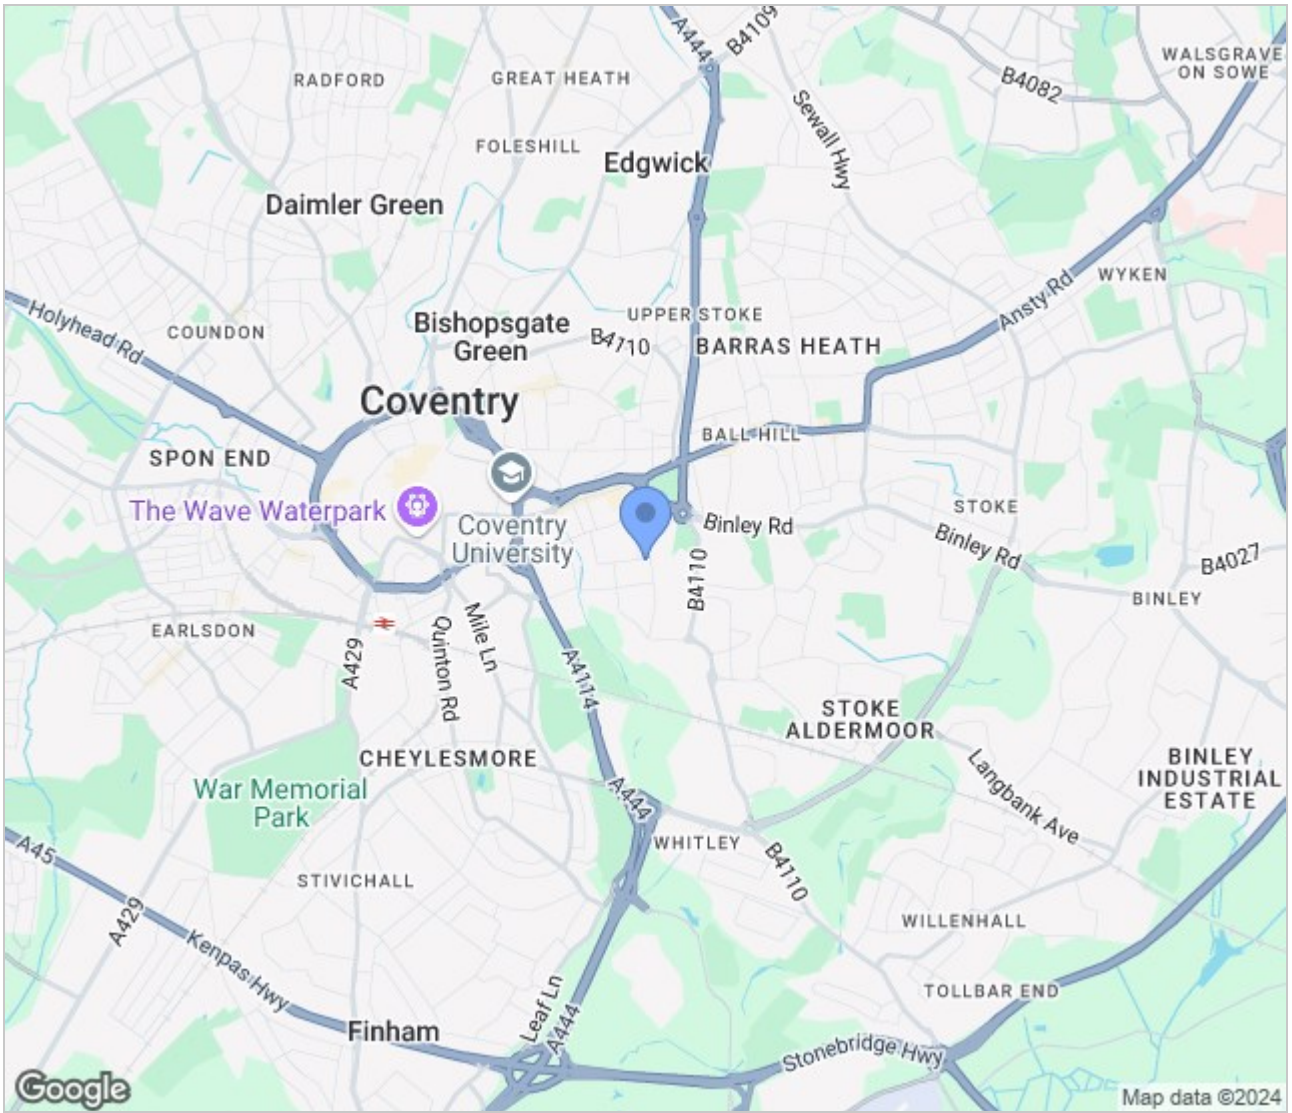 A444
B4109
WALSGRAVE
ON SOWE
RADFORD
GREAT HEATH
B4082
Sewall Hwy
FOLESHILL
Edgwick
Daimler Green
WYKEN
Ansty Rd
Holyhead Rd
COUNDON
Bishopsgate
Green
UPPER STOKE
B4110
BARRAS HEATH
Coventry
BALL HILL
SPON END
The Wave Waterpark
Coventry
University
Binley Rd
STOKE
Binley Rd
B4027
B4110
BINLEY
EARLSDON
A429
Quinton Rd
Mile Ln
A4114
STOKE
ALDERMOOR
CHEYLESMORE
Langbank Ave
BINLEY
INDUSTRIAL
ESTATE
War Memorial
Park
A444
WHITLEY
A45
B4110
STIVICHALL
A429
WILLENHALL
Kenpas Hwy
TOLLBAR END
Leaf Ln
A444
Finham
Stonebridge Hwy
Google
Map data ©2024